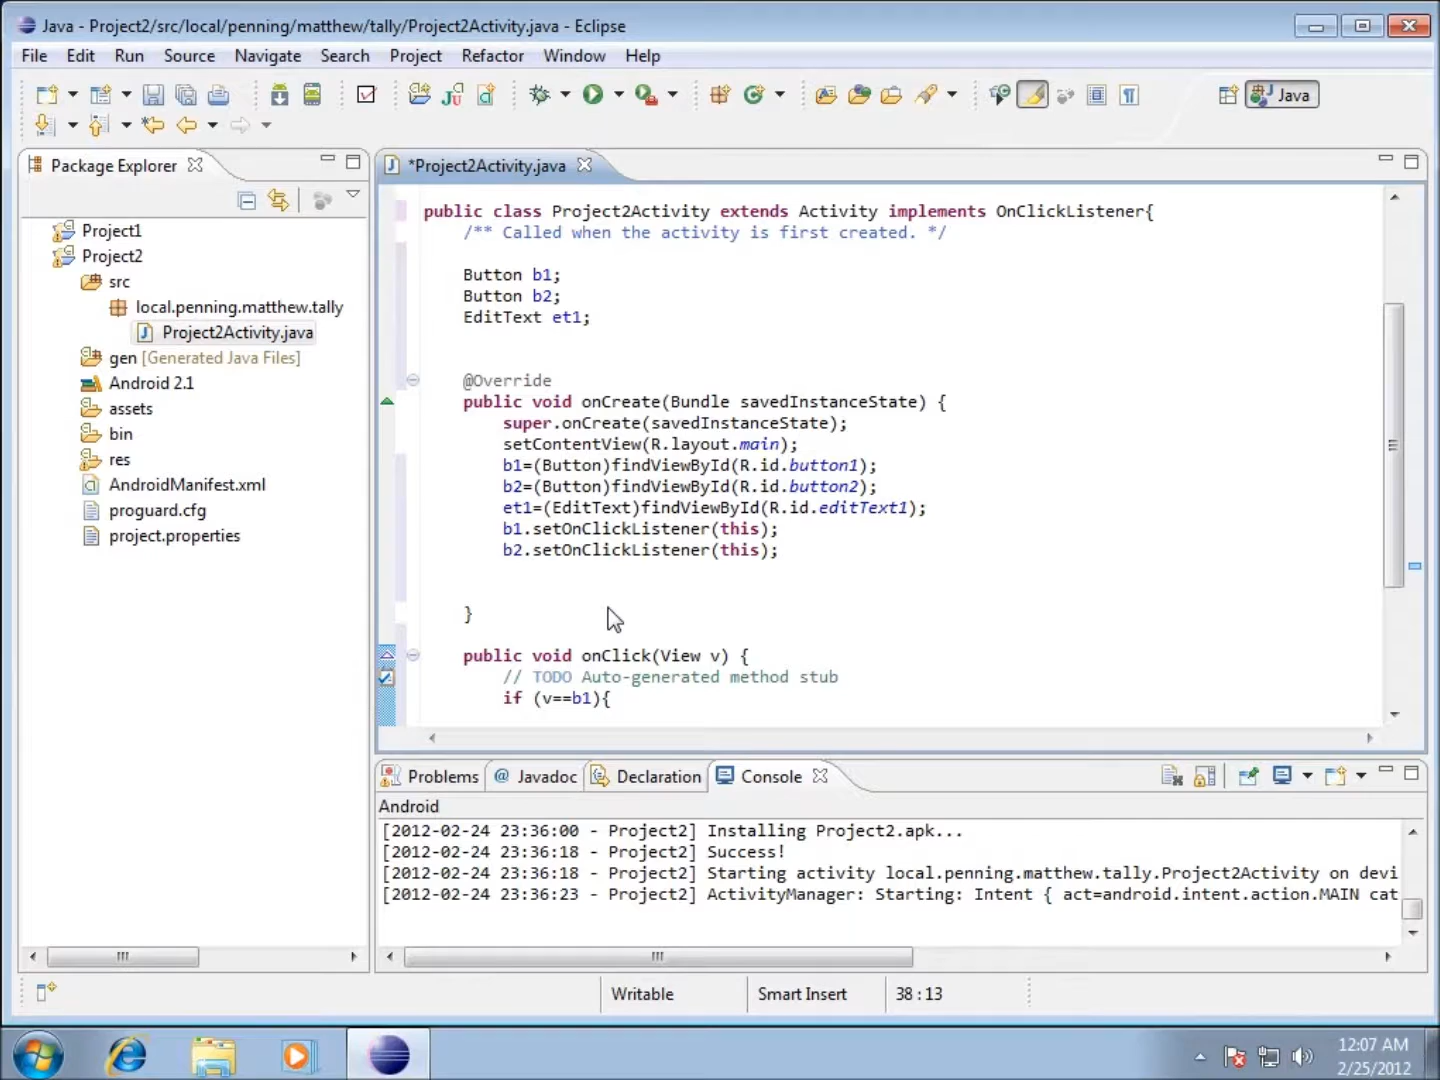 Java - Project2/src/local/penning/matthew/tally/Project2Activity.java - Eclipse
File Edit Run Source Navigate Search Project Refactor Window Help
Java
Package Explorer
Project1
Project2
src
local.penning.matthew.tally
Project2Activity.java
gen [Generated Java Files]
Android 2.1
assets
bin
res
AndroidManifest.xml
proguard.cfg
project.properties
*Project2Activity.java
public class Project2Activity extends Activity implements OnClickListener{
/** Called when the activity is first created. */
Button b1;
Button b2;
EditText et1;
@Override
public void onCreate(Bundle savedInstanceState) {
super.onCreate(savedInstanceState);
setContentView(R.layout.main);
b1=(Button)findViewById(R.id.button1);
b2=(Button)findViewById(R.id.button2);
et1=(EditText)findViewById(R.id.editText1);
b1.setOnClickListener(this);
b2.setOnClickListener(this);
}
public void onClick(View v) {
// TODO Auto-generated method stub
if (v==b1){
Problems @ Javadoc Declaration Console
Android
[2012-02-24 23:36:00 - Project2] Installing Project2.apk...
[2012-02-24 23:36:18 - Project2] Success!
[2012-02-24 23:36:18 - Project2] Starting activity local.penning.matthew.tally.Project2Activity on devi
[2012-02-24 23:36:23 - Project2] ActivityManager: Starting: Intent { act=android.intent.action.MAIN cat
Writable Smart Insert 38 : 13
12:07 AM
2/25/2012